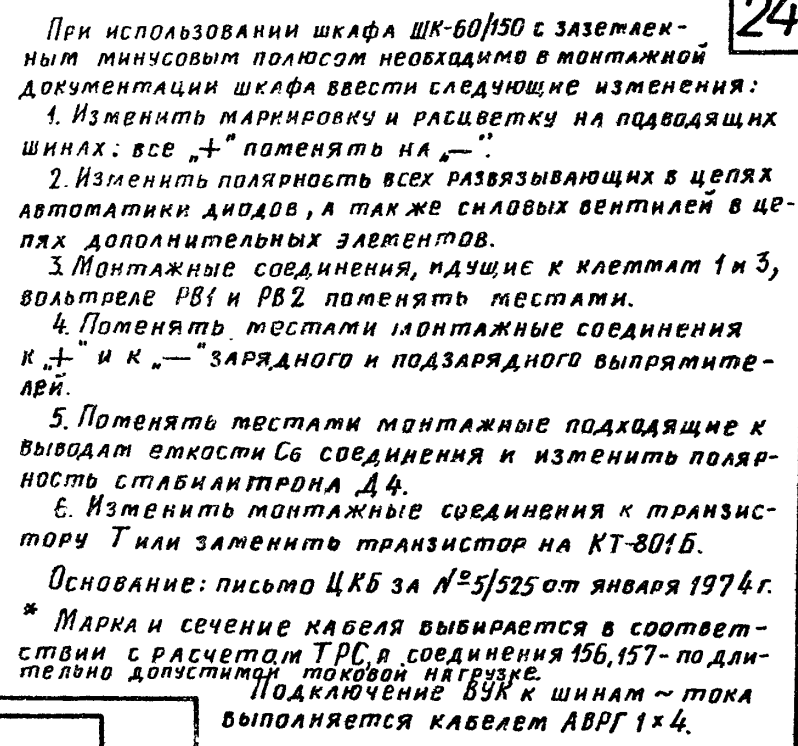 24
При использовании шкафа ШК-60/150 с заземлен-
ным минусовым полюсом необходимо в монтажной
документации шкафа ввести следующие изменения:
1. Изменить маркировку и расцветку на подводящих
шинах: все „+" поменять на „—".
2. Изменить полярность всех развязывающих в цепях
автоматики диодов, а так же силовых вентилей в це-
пях дополнительных элементов.
3. Монтажные соединения, идущие к клеммам 1 и 3,
вольтреле РВ1 и РВ2 поменять местами.
4. Поменять местами монтажные соединения
к „+" и к „—" зарядного и подзарядного выпрямите-
лей.
5. Поменять местами монтажные подходящие к
выводам емкости С6 соединения и изменить поляр-
ность стабилитрона Д4.
6. Изменить монтажные соединения к транзис-
тору Т или заменить транзистор на КТ-801Б.
Основание: письмо ЦКБ за №5/525 от января 1974г.
* Марка и сечение кабеля выбирается в соответ-
ствии с расчетом ТРС, а соединения 156,157- по дли-
тельно допустимой токовой нагрузке.
Подключение ВУК к шинам ~ тока
выполняется кабелем АВРГ 1×4.